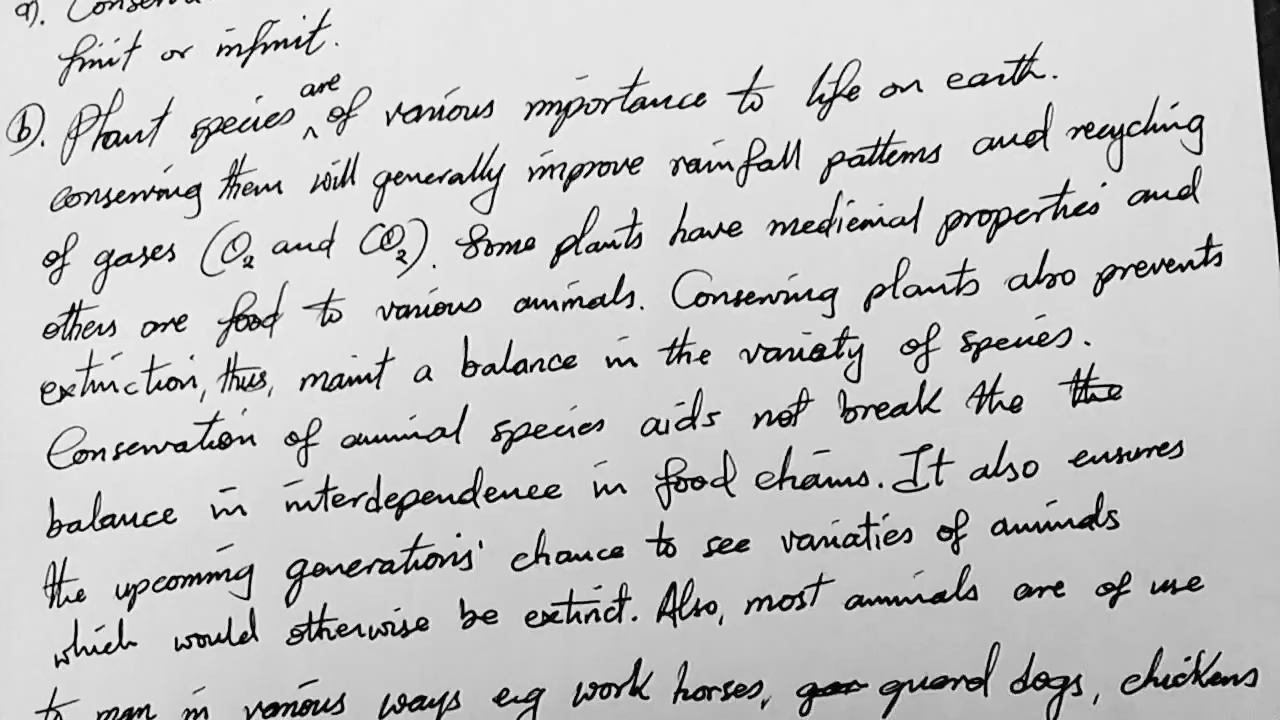 a). Conserva
finit or infinit.
b). Plant species are of various importance to life on earth.
conserving them will generally improve rainfall patterns and recycling
of gases (O₂ and CO₂). Some plants have medicinal properties and
others are food to various animals. Conserving plants also prevents
extinction, thus, maint a balance in the variaty of species.
Conservation of animal species aids not break the the
balance in interdependence in food chains. It also ensures
the upcoming generations' chance to see variaties of animals
which would otherwise be extinct. Also, most animals are of use
to man in various ways eg work horses, guard dogs, chickens